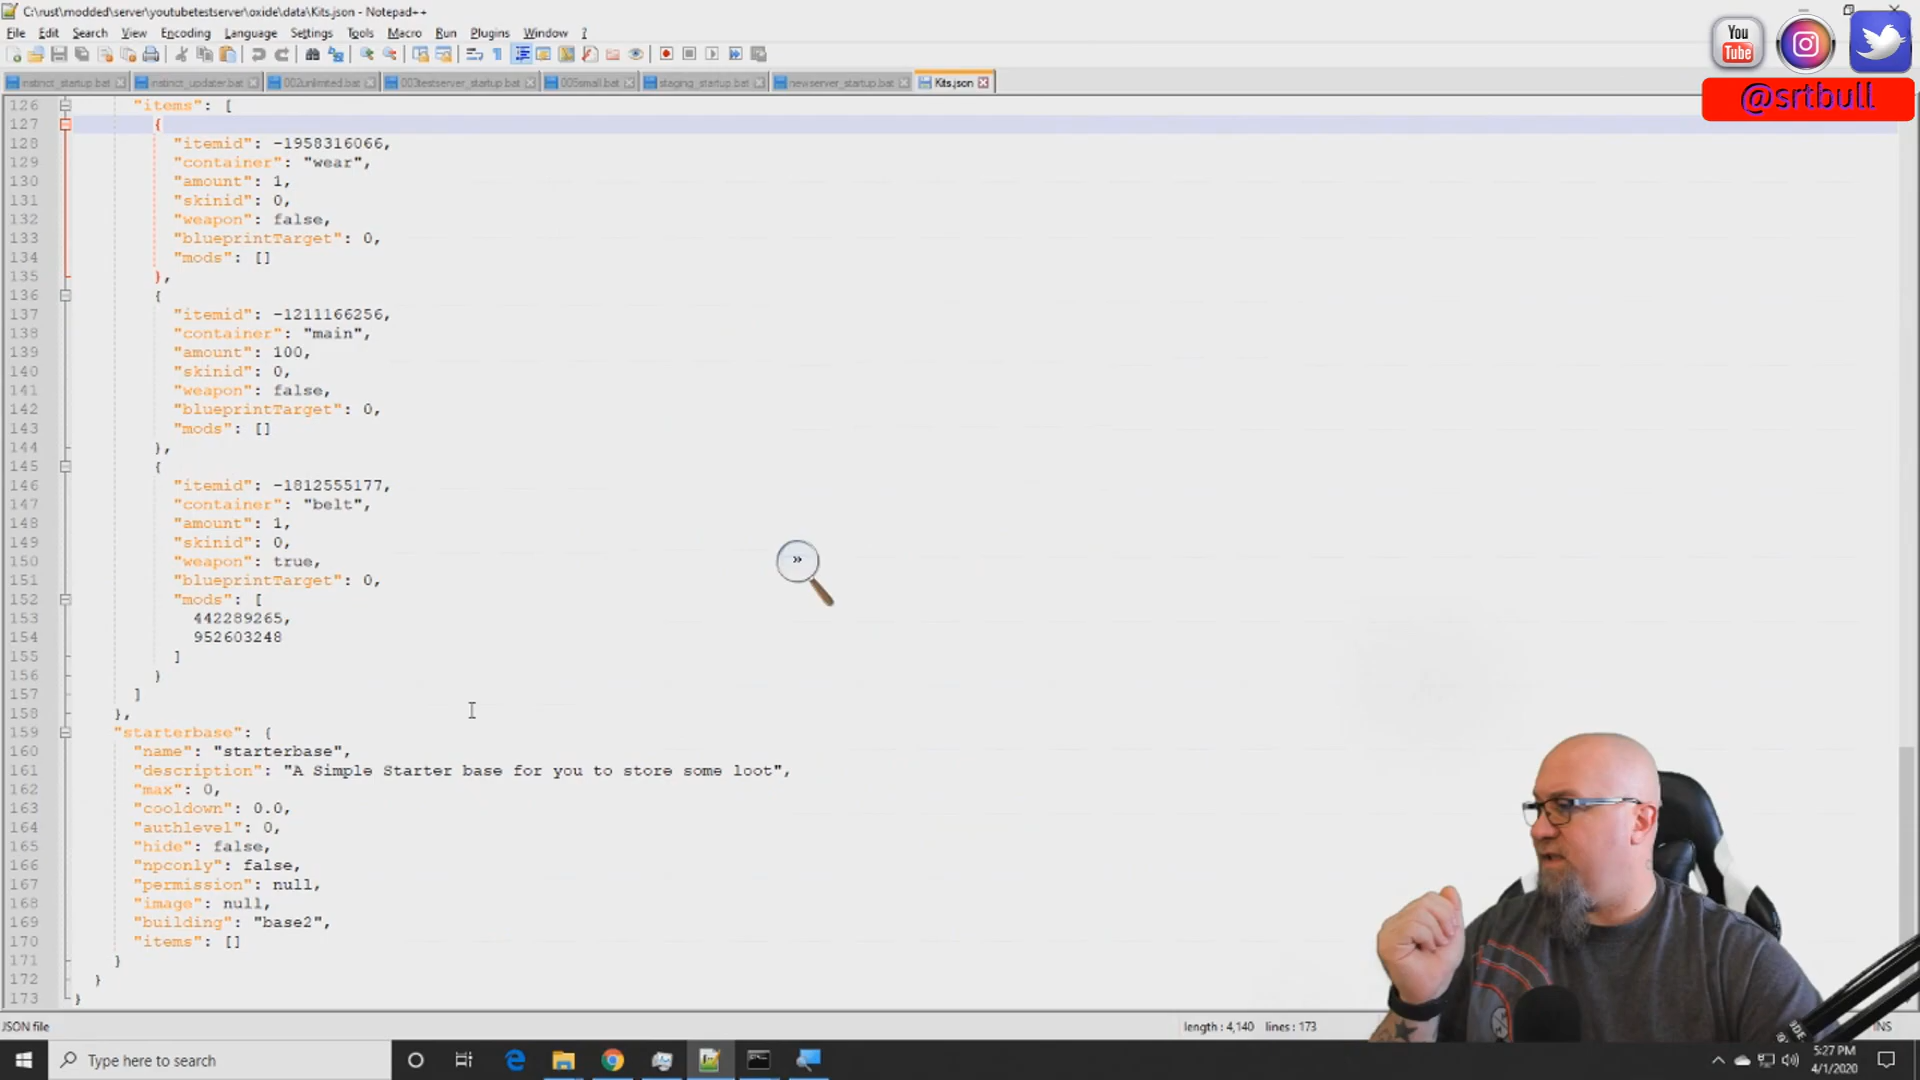 C:\rust\modded\server\youtubetestserver\oxide\data\Kits.json - Notepad++
File Edit Search View Encoding Language Settings Tools Macro Run Plugins Window ?
instinct_startup.bat instinct_updater.bat 002unlimited.bat 003testserver_startup.bat 005small.bat staging_startup.bat newserver_startup.bat Kits.json
You Tube
@srtbull
126 "items": [
127 {
128 "itemid": -1958316066,
129 "container": "wear",
130 "amount": 1,
131 "skinid": 0,
132 "weapon": false,
133 "blueprintTarget": 0,
134 "mods": []
135 },
136 {
137 "itemid": -1211166256,
138 "container": "main",
139 "amount": 100,
140 "skinid": 0,
141 "weapon": false,
142 "blueprintTarget": 0,
143 "mods": []
144 },
145 {
146 "itemid": -1812555177,
147 "container": "belt",
148 "amount": 1,
149 "skinid": 0,
150 "weapon": true,
151 "blueprintTarget": 0,
152 "mods": [
153 442289265,
154 952603248
155 ]
156 }
157 ]
158 },
159 "starterbase": {
160 "name": "starterbase",
161 "description": "A Simple Starter base for you to store some loot",
162 "max": 0,
163 "cooldown": 0.0,
164 "authlevel": 0,
165 "hide": false,
166 "npconly": false,
167 "permission": null,
168 "image": null,
169 "building": "base2",
170 "items": []
171 }
172 }
173 }
JSON file length : 4,140 lines : 173 INS
Type here to search
5:27 PM
4/1/2020